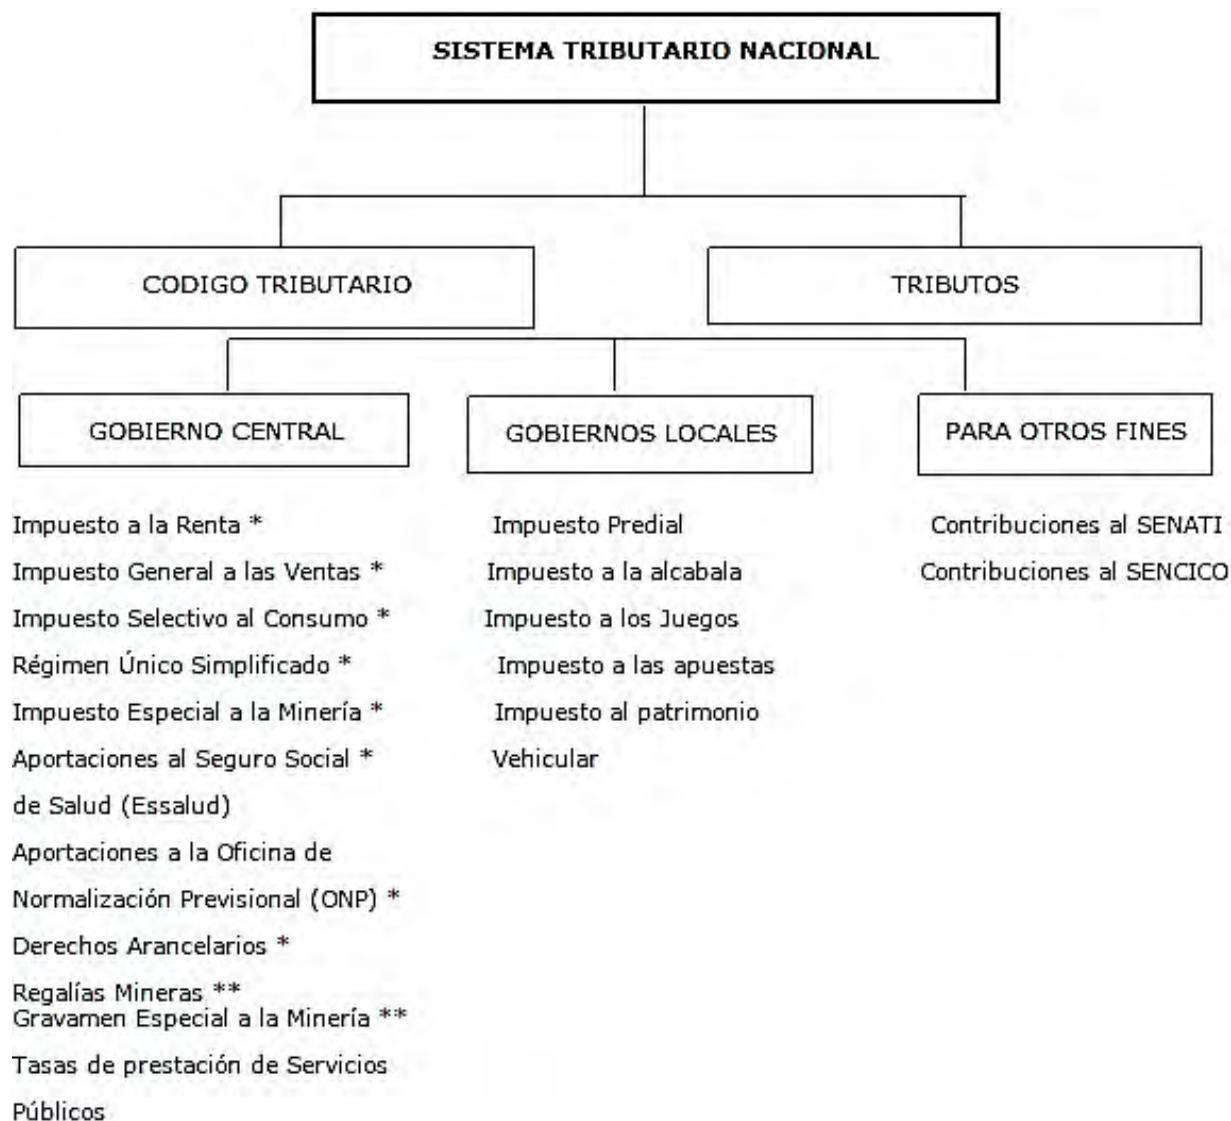 SISTEMA TRIBUTARIO NACIONAL
CODIGO TRIBUTARIO
TRIBUTOS
GOBIERNO CENTRAL
GOBIERNOS LOCALES
PARA OTROS FINES
Impuesto a la Renta *
Impuesto General a las Ventas *
Impuesto Selectivo al Consumo *
Régimen Único Simplificado *
Impuesto Especial a la Minería *
Aportaciones al Seguro Social *
de Salud (Essalud)
Aportaciones a la Oficina de
Normalización Previsional (ONP) *
Derechos Arancelarios *
Regalías Mineras **
Gravamen Especial a la Minería **
Tasas de prestación de Servicios
Públicos
Impuesto Predial
Impuesto a la alcabala
Impuesto a los Juegos
Impuesto a las apuestas
Impuesto al patrimonio
Vehicular
Contribuciones al SENATI
Contribuciones al SENCICO